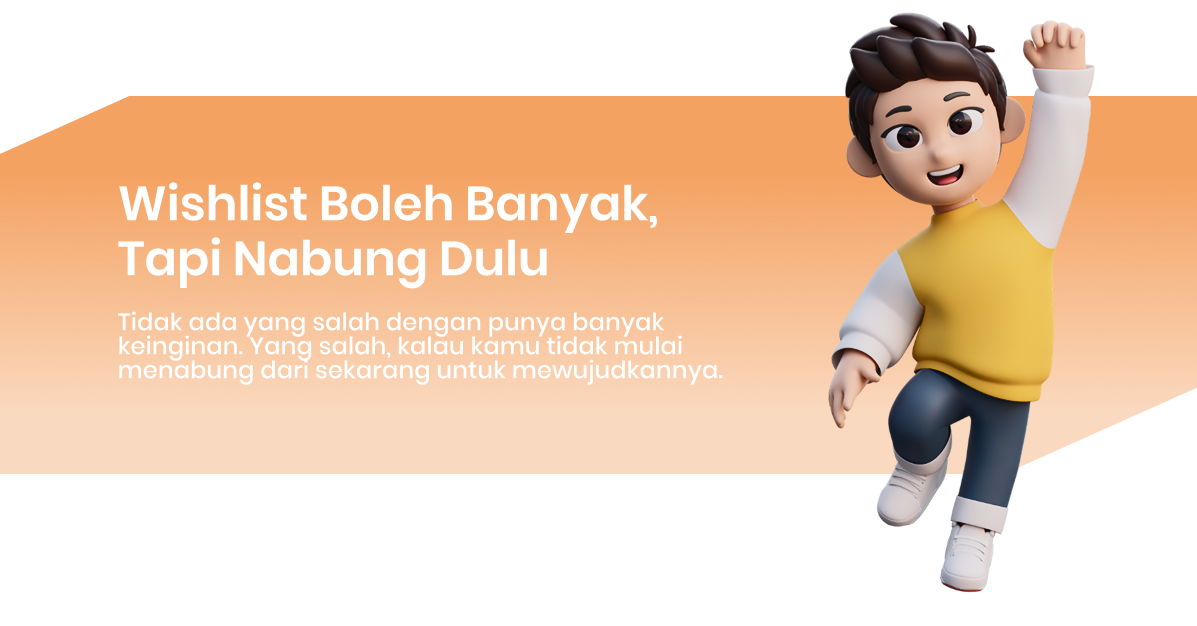 Wishlist Boleh Banyak,
Tapi Nabung Dulu
Tidak ada yang salah dengan punya banyak
keinginan. Yang salah, kalau kamu tidak mulai
menabung dari sekarang untuk mewujudkannya.